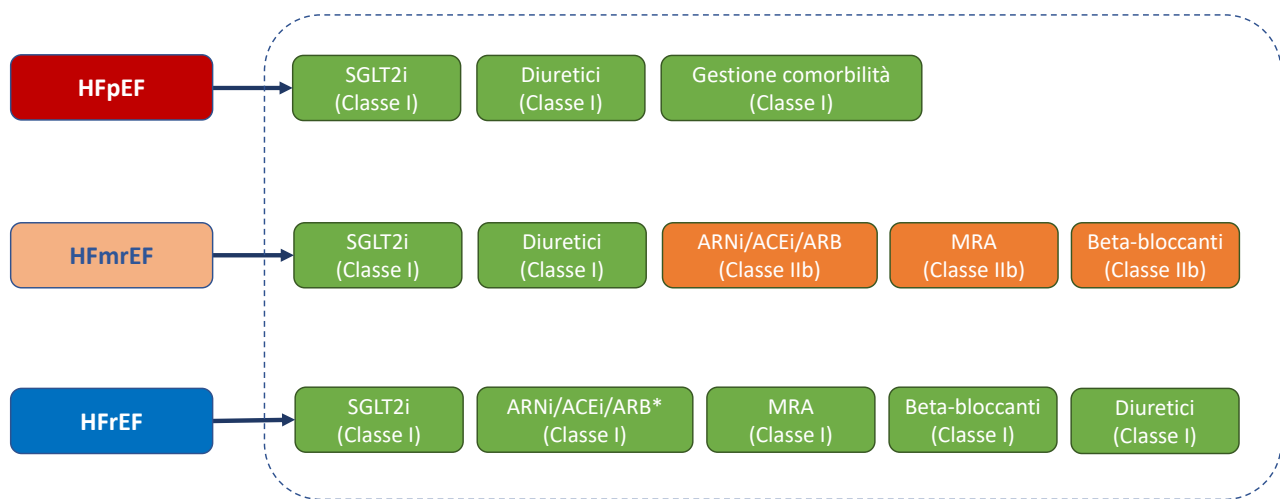 HFpEF
SGLT2i
(Classe I)
Diuretici
(Classe I)
Gestione comorbilità
(Classe I)
HFmrEF
SGLT2i
(Classe I)
Diuretici
(Classe I)
ARNi/ACEi/ARB
(Classe IIb)
MRA
(Classe IIb)
Beta-bloccanti
(Classe IIb)
HFrEF
SGLT2i
(Classe I)
ARNi/ACEi/ARB*
(Classe I)
MRA
(Classe I)
Beta-bloccanti
(Classe I)
Diuretici
(Classe I)